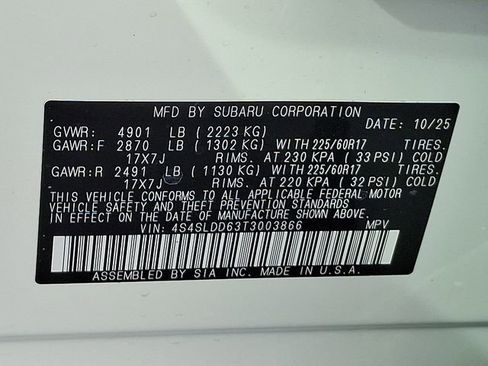 MFD BY SUBARU CORPORATION
GVWR: 4901 LB (2223 KG) DATE: 10/25
GAWR:F 2870 LB (1302 KG) WITH 225/60R17 TIRES.
17X7J RIMS. AT 230 KPA (33 PSI) COLD
GAWR:R 2491 LB (1130 KG) WITH 225/60R17 TIRES.
17X7J RIMS. AT 220 KPA (32 PSI) COLD
THIS VEHICLE CONFORMS TO ALL APPLICABLE FEDERAL MOTOR
VEHICLE SAFETY AND THEFT PREVENTION STANDARDS
IN EFFECT ON THE DATE OF MANUFACTURE SHOWN ABOVE.
VIN: 4S4SLDD63T3003866 MPV
ASSEMBLED BY SIA INC. MADE IN U.S.A.